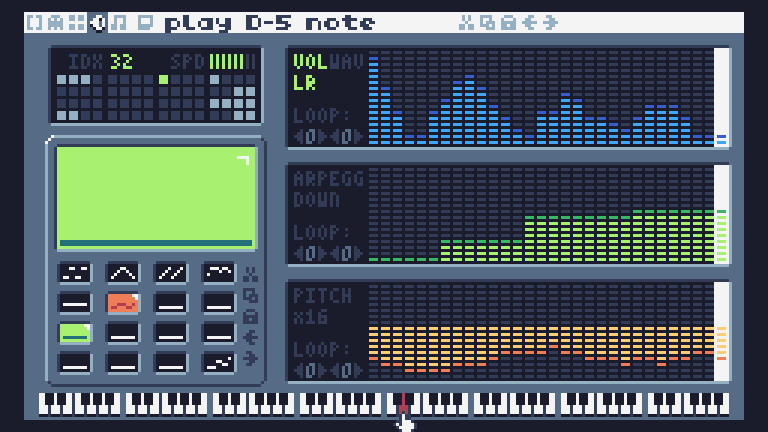 play D-5 note
IDX 32 SPD
VOL WAV
LR
LOOP:
0 0
ARPEGG
DOWN
LOOP:
0 0
PITCH
x16
LOOP:
0 0